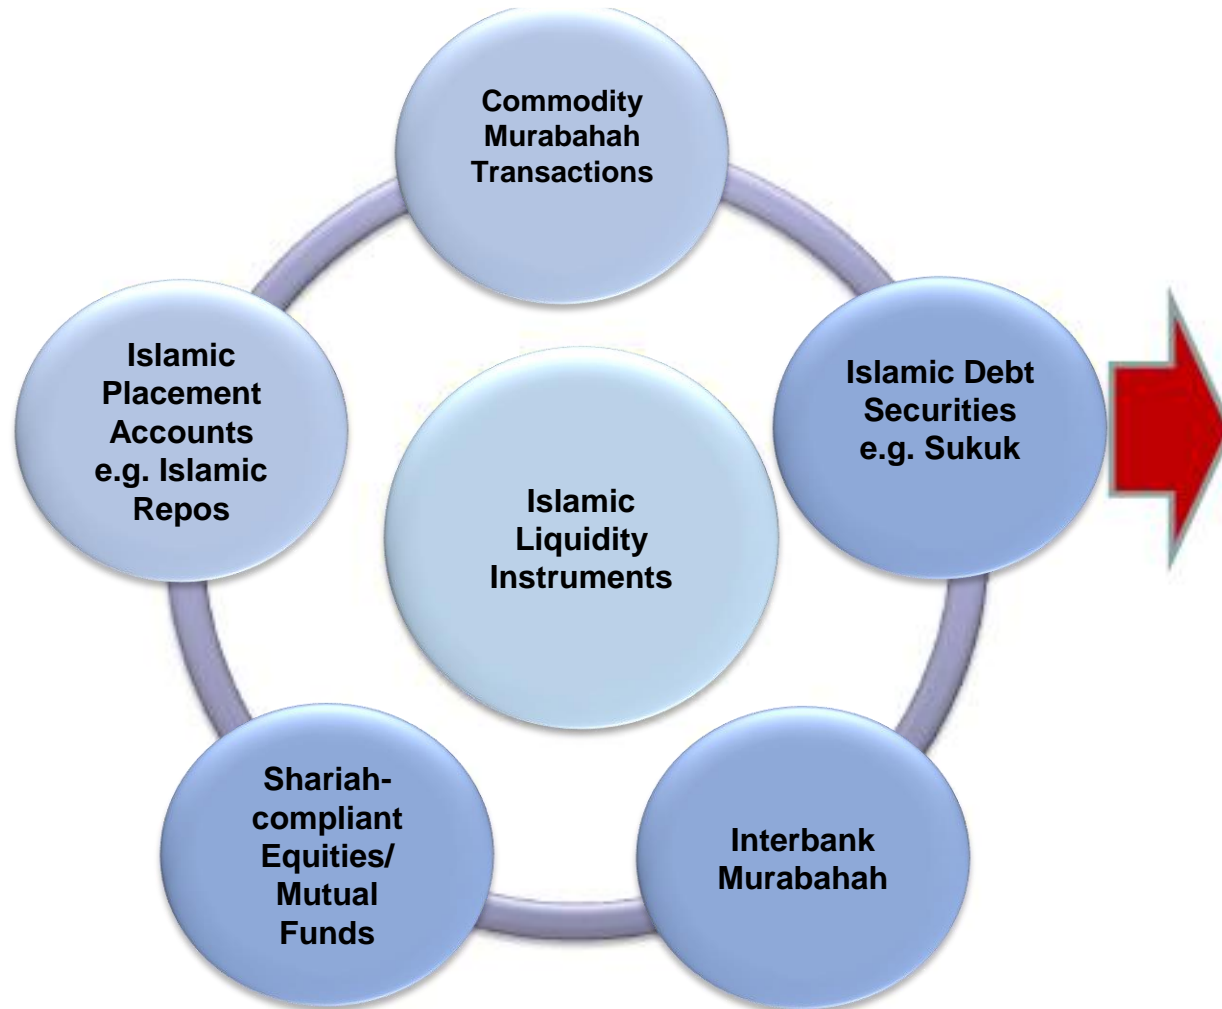 Commodity
Murabahah
Transactions
Islamic Debt
Securities
e.g. Sukuk
Interbank
Murabahah
Shariah-
compliant
Equities/
Mutual
Funds
Islamic
Placement
Accounts
e.g. Islamic
Repos
Islamic
Liquidity
Instruments